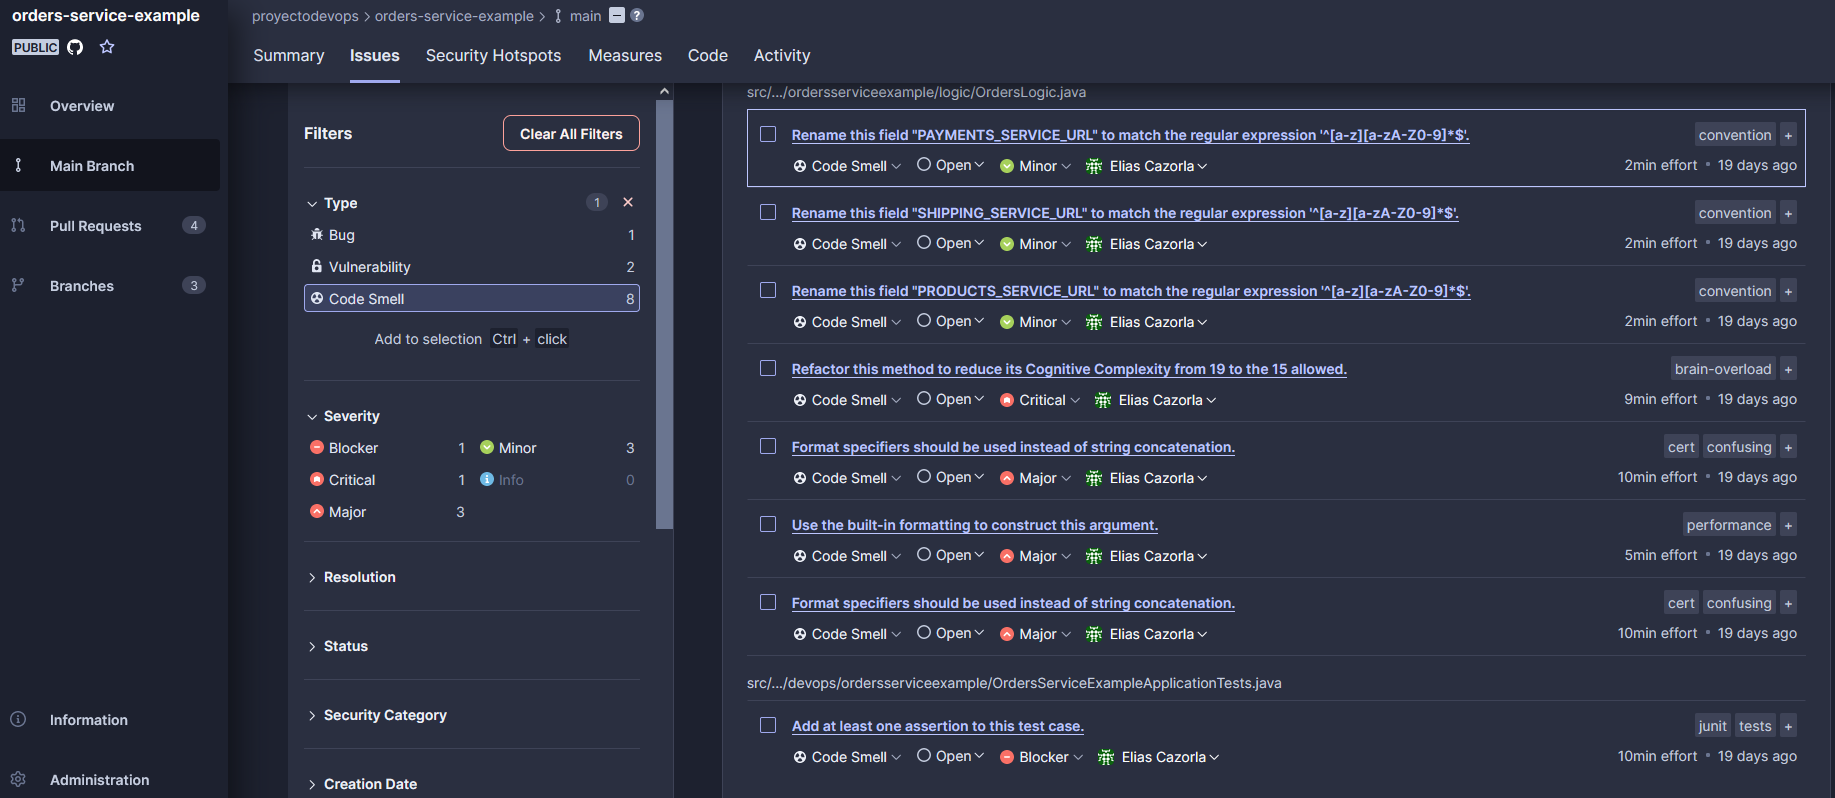 orders-service-example
PUBLIC
Overview
Main Branch
Pull Requests 4
Branches 3
Information
Administration
proyectodevops > orders-service-example > main
Summary Issues Security Hotspots Measures Code Activity
Filters
Clear All Filters
Type 1
Bug 1
Vulnerability 2
Code Smell 8
Add to selection Ctrl + click
Severity
Blocker 1 Minor 3
Critical 1 Info 0
Major 3
Resolution
Status
Security Category
Creation Date
src/.../ordersserviceexample/logic/OrdersLogic.java
Rename this field "PAYMENTS_SERVICE_URL" to match the regular expression '^[a-z][a-zA-Z0-9]*$'. convention +
Code Smell Open Minor Elias Cazorla 2min effort • 19 days ago
Rename this field "SHIPPING_SERVICE_URL" to match the regular expression '^[a-z][a-zA-Z0-9]*$'. convention +
Code Smell Open Minor Elias Cazorla 2min effort • 19 days ago
Rename this field "PRODUCTS_SERVICE_URL" to match the regular expression '^[a-z][a-zA-Z0-9]*$'. convention +
Code Smell Open Minor Elias Cazorla 2min effort • 19 days ago
Refactor this method to reduce its Cognitive Complexity from 19 to the 15 allowed. brain-overload +
Code Smell Open Critical Elias Cazorla 9min effort • 19 days ago
Format specifiers should be used instead of string concatenation. cert confusing +
Code Smell Open Major Elias Cazorla 10min effort • 19 days ago
Use the built-in formatting to construct this argument. performance +
Code Smell Open Major Elias Cazorla 5min effort • 19 days ago
Format specifiers should be used instead of string concatenation. cert confusing +
Code Smell Open Major Elias Cazorla 10min effort • 19 days ago
src/.../devops/ordersserviceexample/OrdersServiceExampleApplicationTests.java
Add at least one assertion to this test case. junit tests +
Code Smell Open Blocker Elias Cazorla 10min effort • 19 days ago